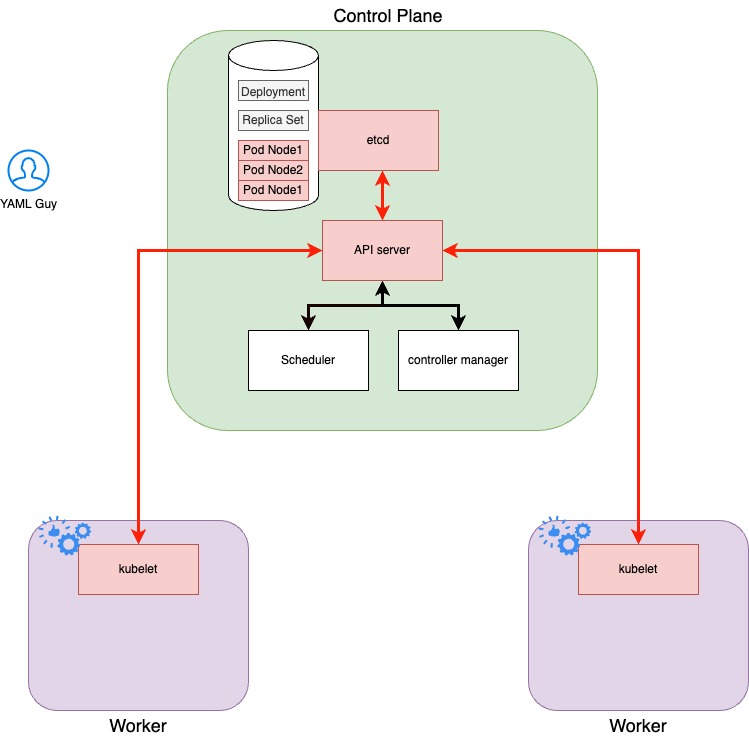 Control Plane
Deployment
Replica Set
Pod Node1
Pod Node2
Pod Node1
etcd
YAML Guy
API server
Scheduler
controller manager
kubelet
kubelet
Worker
Worker